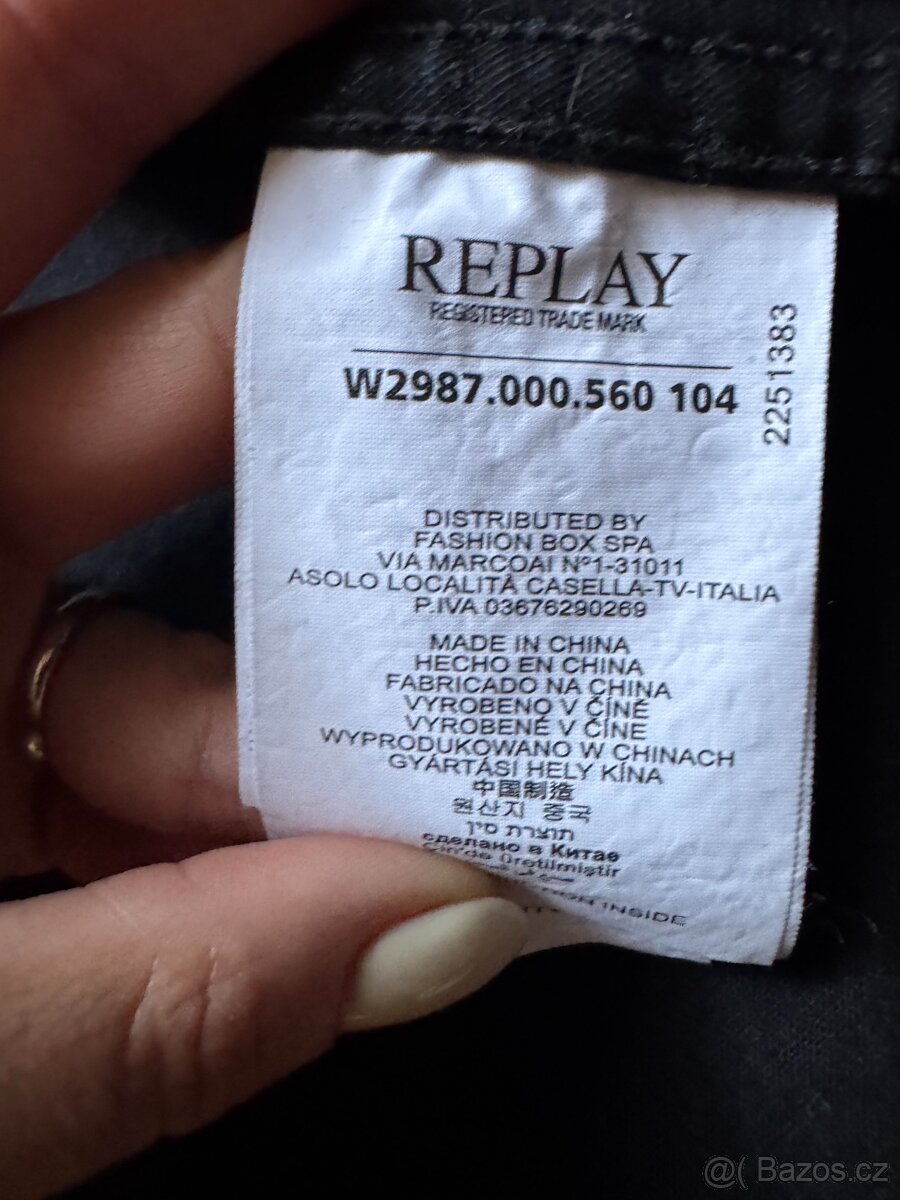 REPLAY
REGISTERED TRADE MARK
W2987.000.560 104
2251383
DISTRIBUTED BY
FASHION BOX SPA
VIA MARCOAI N°1-31011
ASOLO LOCALITÀ CASELLA-TV-ITALIA
P.IVA 03676290269
MADE IN CHINA
HECHO EN CHINA
FABRICADO NA CHINA
VYROBENO V ČÍNĚ
VYROBENÉ V ČÍNE
WYPRODUKOWANO W CHINACH
GYÁRTÁSI HELY KÍNA
中国制造
원산지 중국
תוצרת סין
сделано в Китае
Çin'de üretilmiştir
INSIDE
@( Bazos.cz